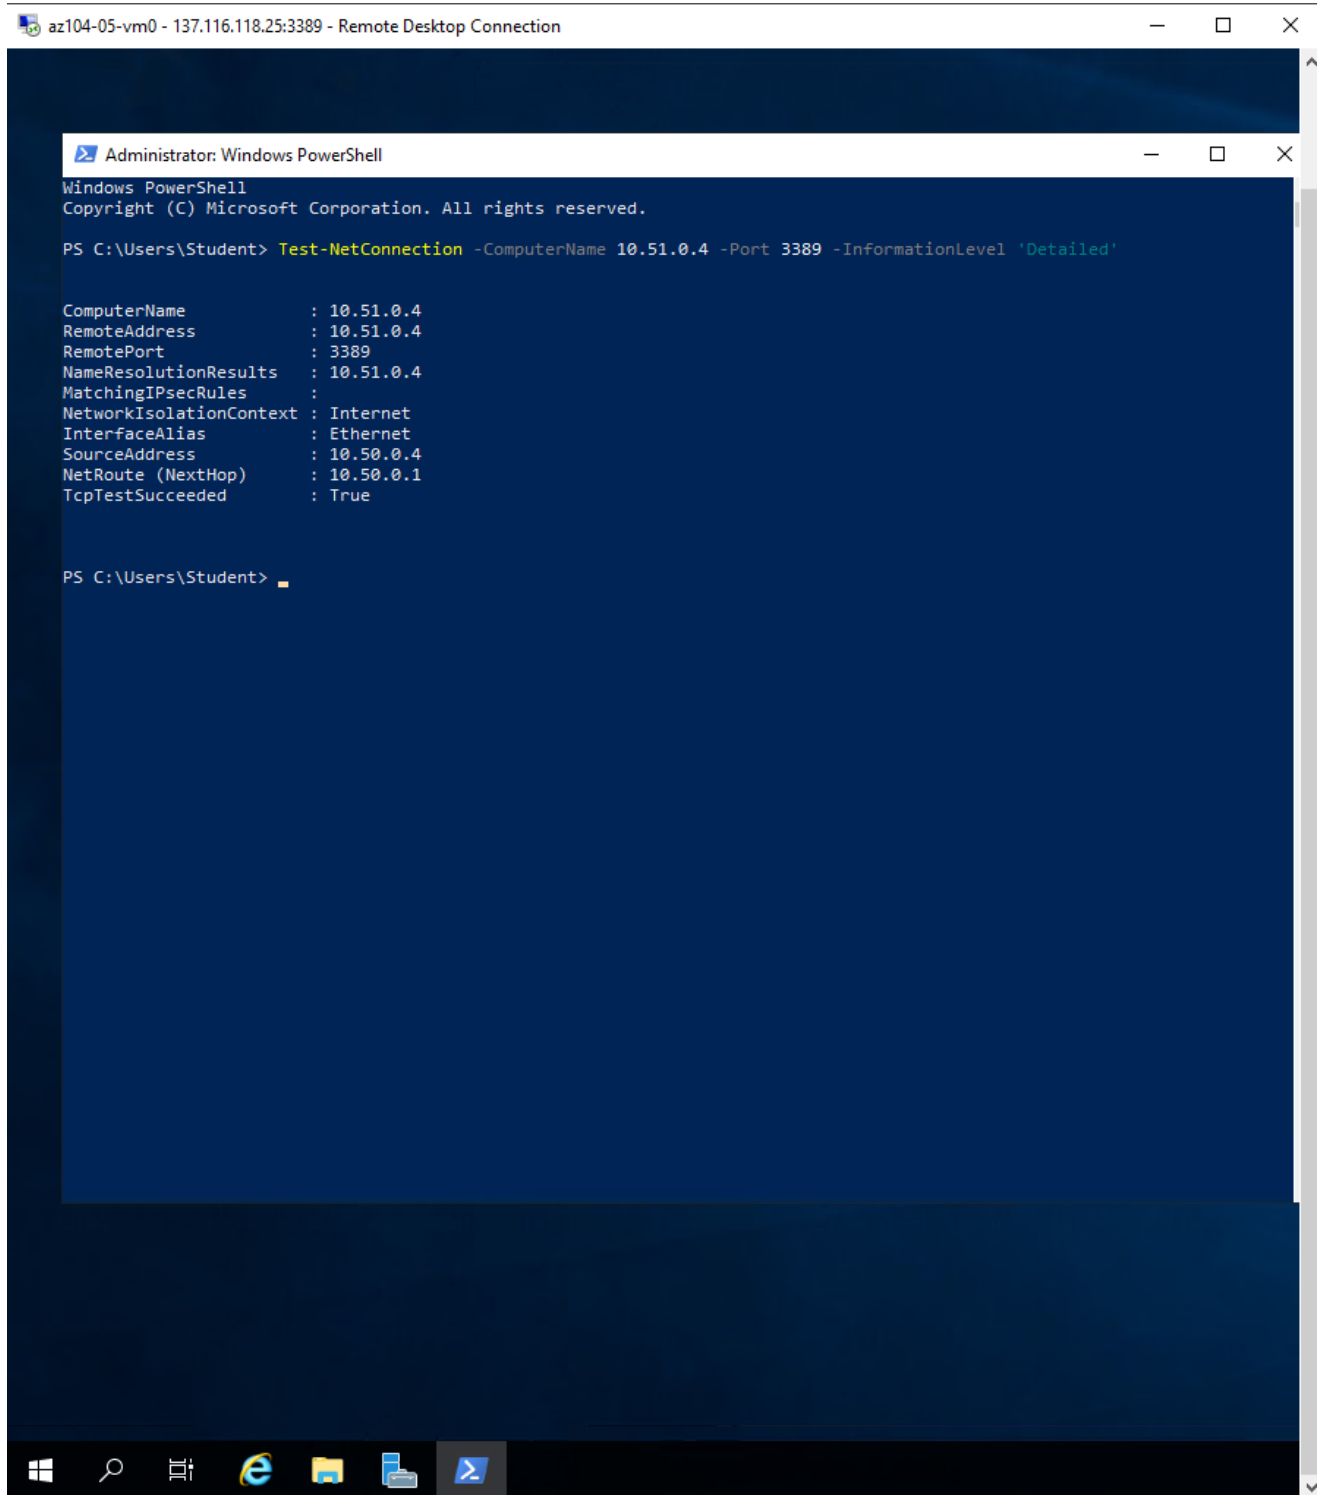 az104-05-vm0 - 137.116.118.25:3389 - Remote Desktop Connection
Administrator: Windows PowerShell
Windows PowerShell
Copyright (C) Microsoft Corporation. All rights reserved.
PS C:\Users\Student> Test-NetConnection -ComputerName 10.51.0.4 -Port 3389 -InformationLevel 'Detailed'
ComputerName            : 10.51.0.4
RemoteAddress           : 10.51.0.4
RemotePort              : 3389
NameResolutionResults   : 10.51.0.4
MatchingIPsecRules      :
NetworkIsolationContext : Internet
InterfaceAlias          : Ethernet
SourceAddress           : 10.50.0.4
NetRoute (NextHop)      : 10.50.0.1
TcpTestSucceeded        : True
PS C:\Users\Student>